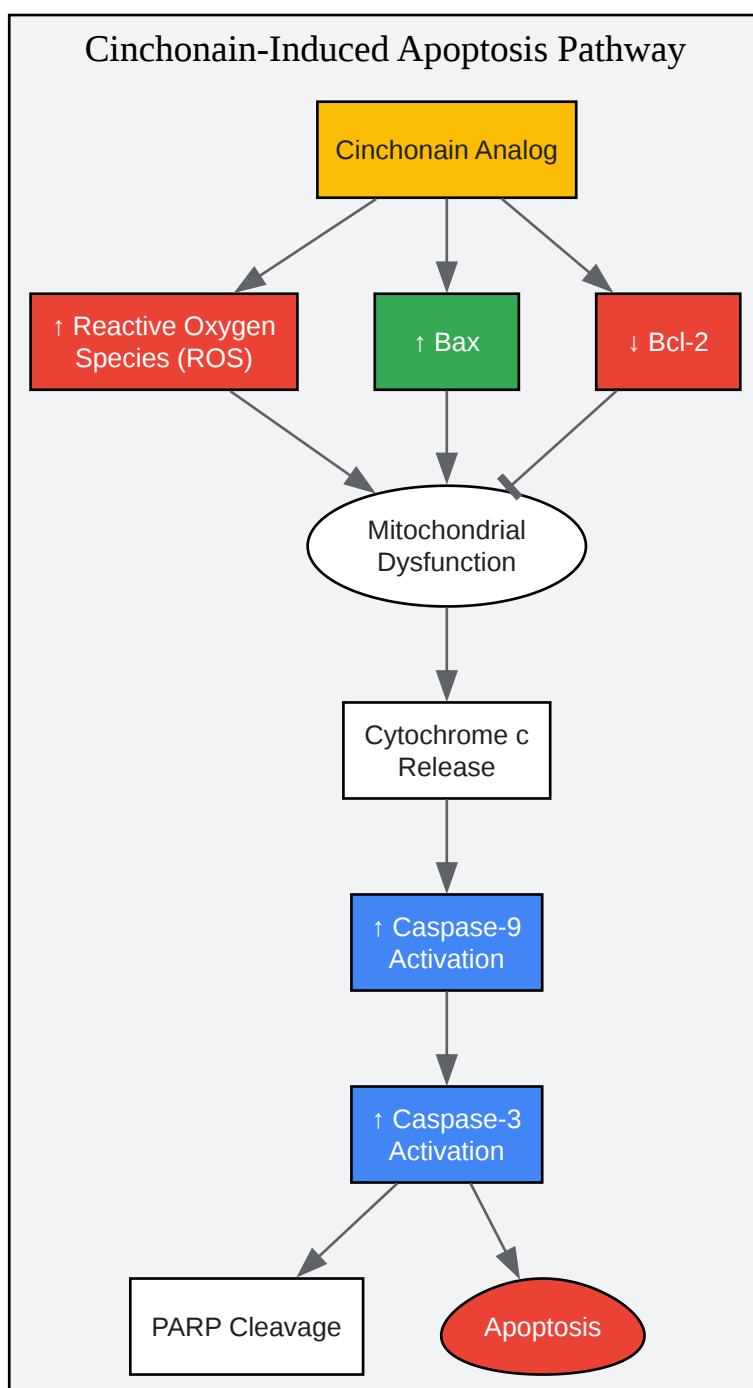 Cinchonain-Induced Apoptosis Pathway
Cinchonain Analog
↑ Reactive Oxygen
Species (ROS)
↑ Bax
↓ Bcl-2
Mitochondrial
Dysfunction
Cytochrome c
Release
↑ Caspase-9
Activation
↑ Caspase-3
Activation
PARP Cleavage
Apoptosis